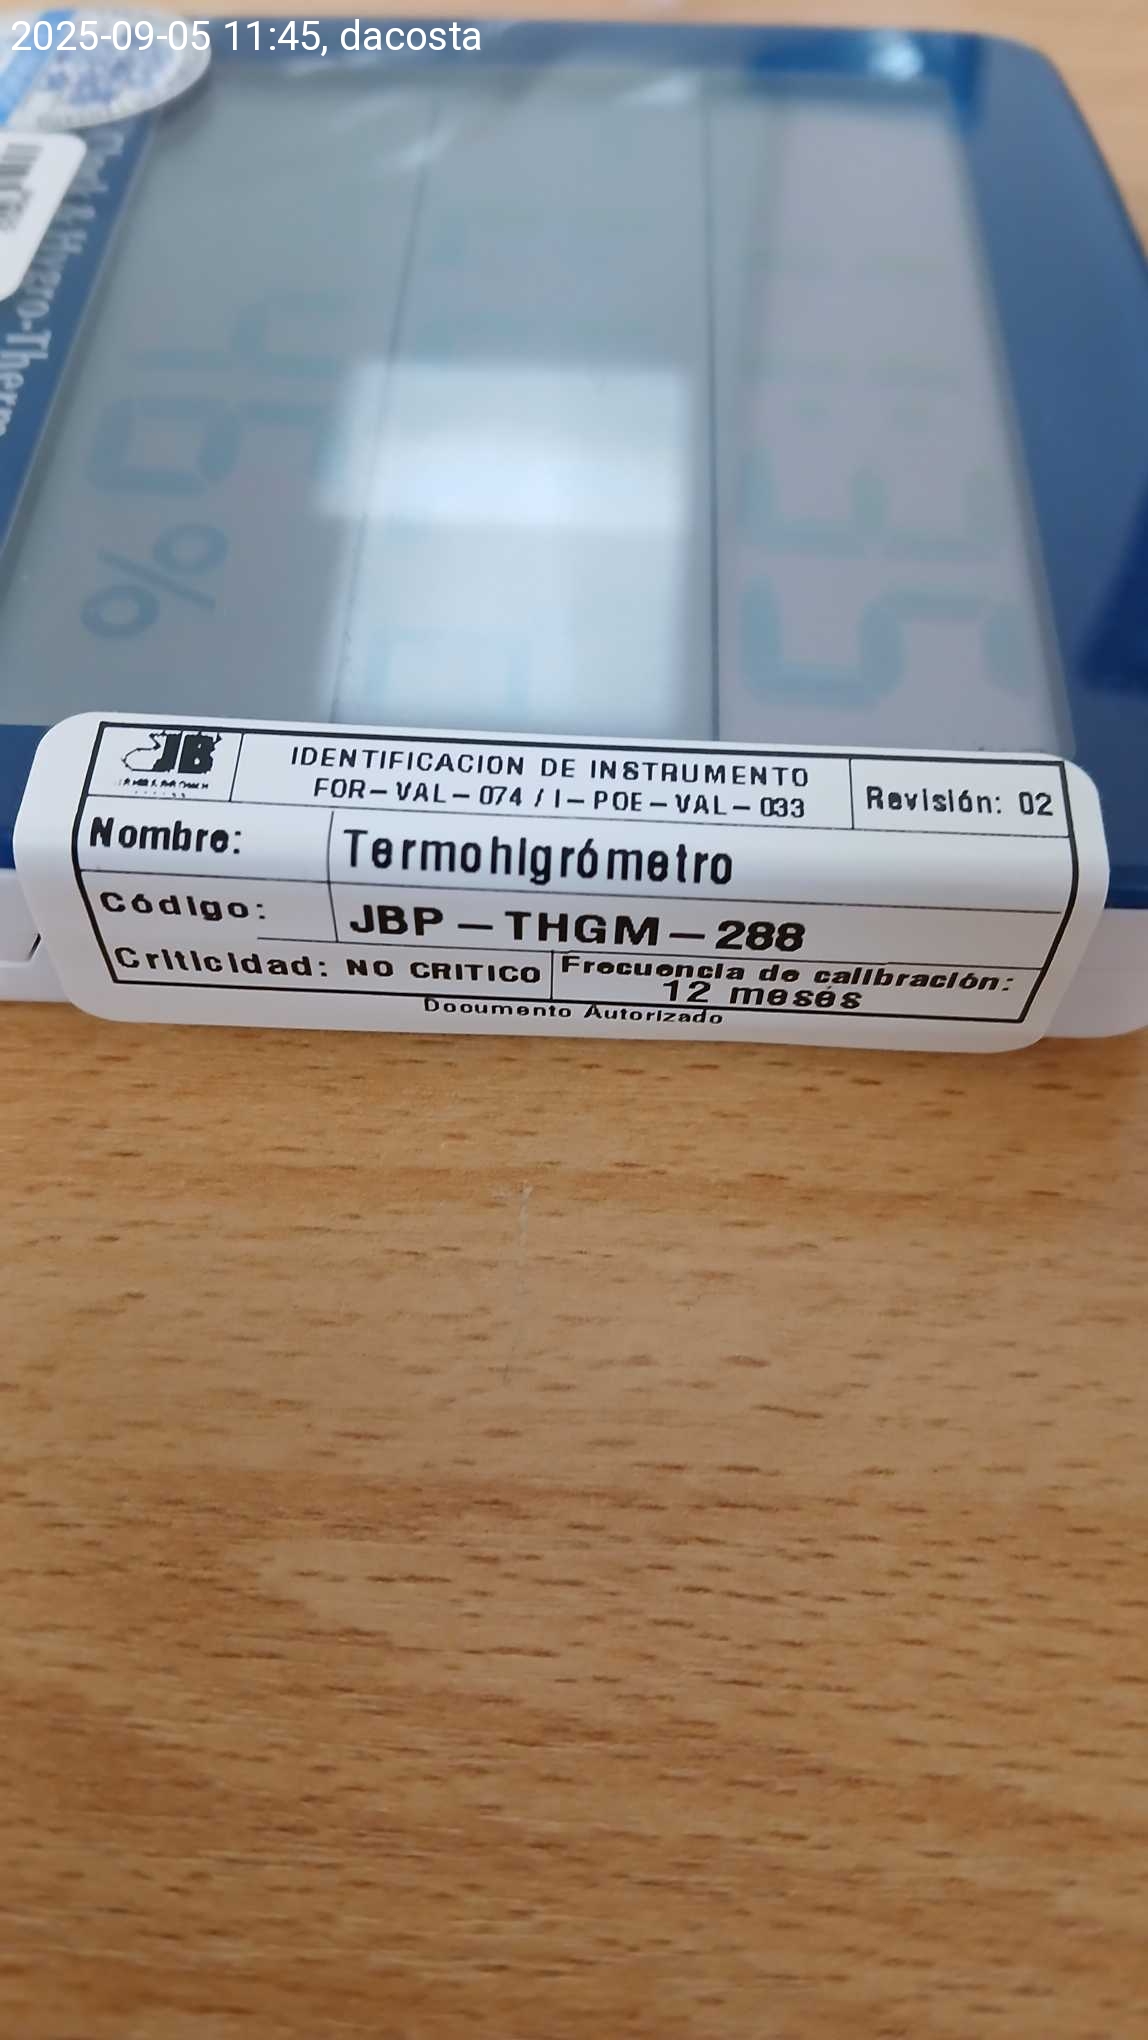 2025-09-05 11:45, dacosta
%
JB
IDENTIFICACION DE INSTRUMENTO
FOR-VAL-074 / I-POE-VAL-033
Revisión: 02
Nombre:
Termohigrómetro
Código:
JBP-THGM-288
Criticidad: NO CRITICO
Frecuencia de calibración:
12 meses
Documento Autorizado